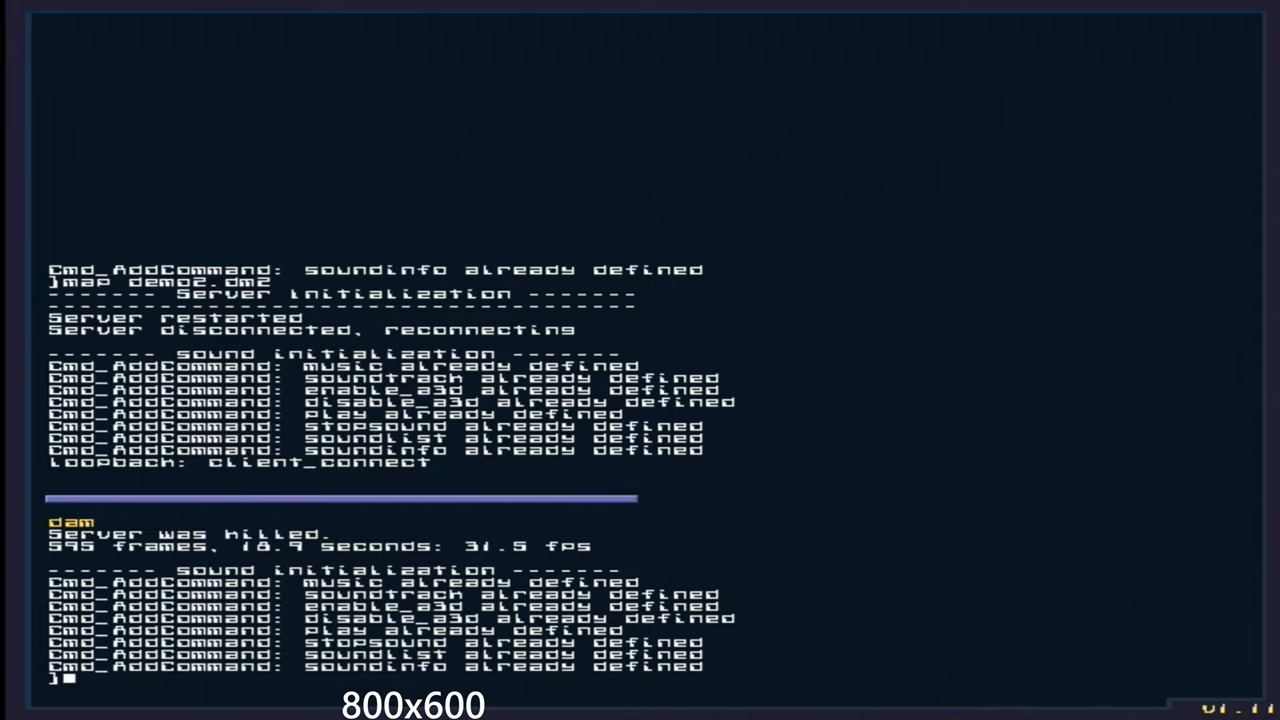 Cmd_AddCommand: soundinfo already defined
]map demo2.dm2
------- Server Initialization -------
-------------------------------------
Server restarted
Server disconnected, reconnecting
------- sound initialization -------
Cmd_AddCommand: music already defined
Cmd_AddCommand: soundtrack already defined
Cmd_AddCommand: enable_a3d already defined
Cmd_AddCommand: disable_a3d already defined
Cmd_AddCommand: play already defined
Cmd_AddCommand: stopsound already defined
Cmd_AddCommand: soundlist already defined
Cmd_AddCommand: soundinfo already defined
loopback: client_connect
dam
Server was killed.
595 frames, 18.9 seconds: 31.5 fps
------- sound initialization -------
Cmd_AddCommand: music already defined
Cmd_AddCommand: soundtrack already defined
Cmd_AddCommand: enable_a3d already defined
Cmd_AddCommand: disable_a3d already defined
Cmd_AddCommand: play already defined
Cmd_AddCommand: stopsound already defined
Cmd_AddCommand: soundlist already defined
Cmd_AddCommand: soundinfo already defined
]
800x600